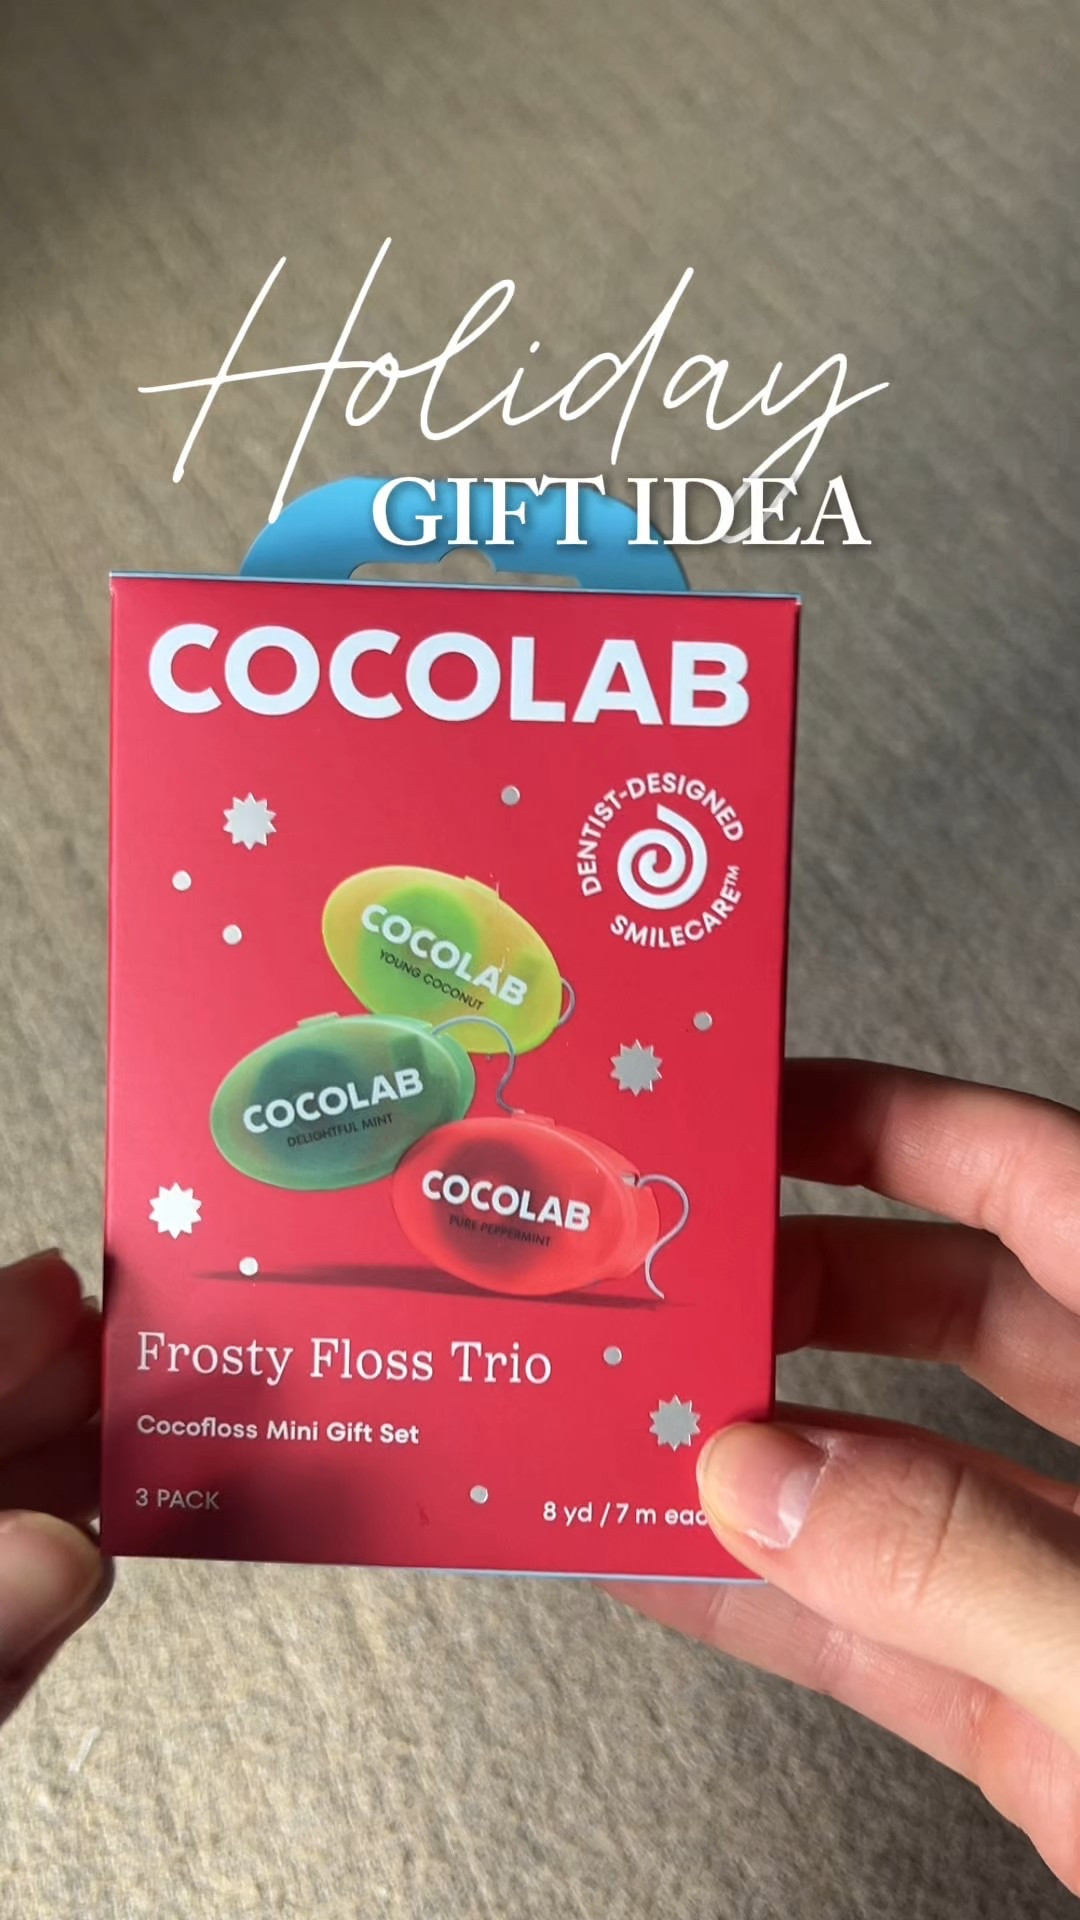 Holiday
GIFT IDEA
COCOLAB
DENTIST-DESIGNED
SMILECARE™
COCOLAB
YOUNG COCONUT
COCOLAB
DELIGHTFUL MINT
COCOLAB
PURE PEPPERMINT
Frosty Floss Trio
Cocofloss Mini Gift Set
3 PACK
8 yd / 7 m eac